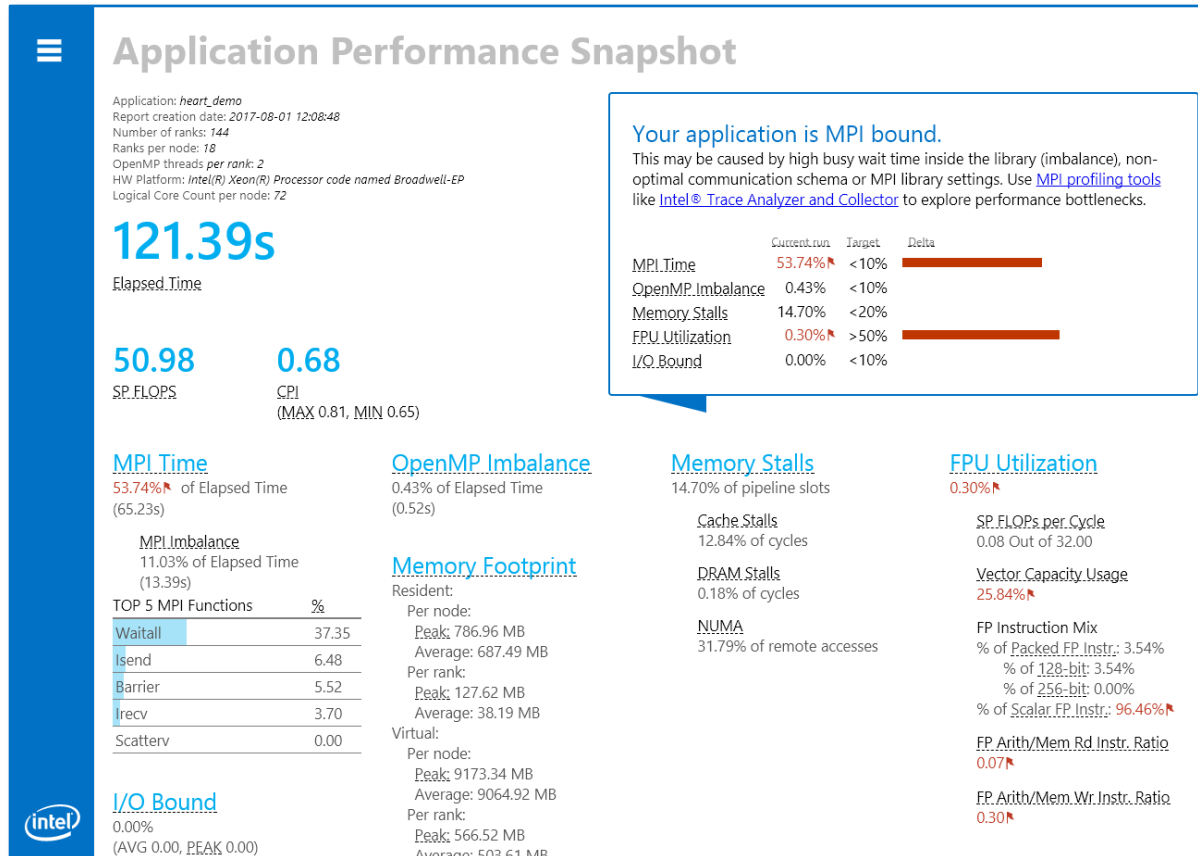 Application Performance Snapshot
Application: heart_demo
Report creation date: 2017-08-01 12:08:48
Number of ranks: 144
Ranks per node: 18
OpenMP threads per rank: 2
HW Platform: Intel(R) Xeon(R) Processor code named Broadwell-EP
Logical Core Count per node: 72
121.39s
Elapsed Time
50.98
SP FLOPS
0.68
CPI
(MAX 0.81, MIN 0.65)
Your application is MPI bound.
This may be caused by high busy wait time inside the library (imbalance), non-
optimal communication schema or MPI library settings. Use MPI profiling tools
like Intel® Trace Analyzer and Collector to explore performance bottlenecks.
Current run Target Delta
MPI Time 53.74% <10%
OpenMP Imbalance 0.43% <10%
Memory Stalls 14.70% <20%
FPU Utilization 0.30% >50%
I/O Bound 0.00% <10%
MPI Time
53.74% of Elapsed Time
(65.23s)
MPI Imbalance
11.03% of Elapsed Time
(13.39s)
TOP 5 MPI Functions %
Waitall 37.35
Isend 6.48
Barrier 5.52
Irecv 3.70
Scatterv 0.00
I/O Bound
0.00%
(AVG 0.00, PEAK 0.00)
OpenMP Imbalance
0.43% of Elapsed Time
(0.52s)
Memory Footprint
Resident:
Per node:
Peak: 786.96 MB
Average: 687.49 MB
Per rank:
Peak: 127.62 MB
Average: 38.19 MB
Virtual:
Per node:
Peak: 9173.34 MB
Average: 9064.92 MB
Per rank:
Peak: 566.52 MB
Average: 503.61 MB
Memory Stalls
14.70% of pipeline slots
Cache Stalls
12.84% of cycles
DRAM Stalls
0.18% of cycles
NUMA
31.79% of remote accesses
FPU Utilization
0.30%
SP FLOPs per Cycle
0.08 Out of 32.00
Vector Capacity Usage
25.84%
FP Instruction Mix
% of Packed FP Instr.: 3.54%
% of 128-bit: 3.54%
% of 256-bit: 0.00%
% of Scalar FP Instr.: 96.46%
FP Arith/Mem Rd Instr. Ratio
0.07
FP Arith/Mem Wr Instr. Ratio
0.30
intel